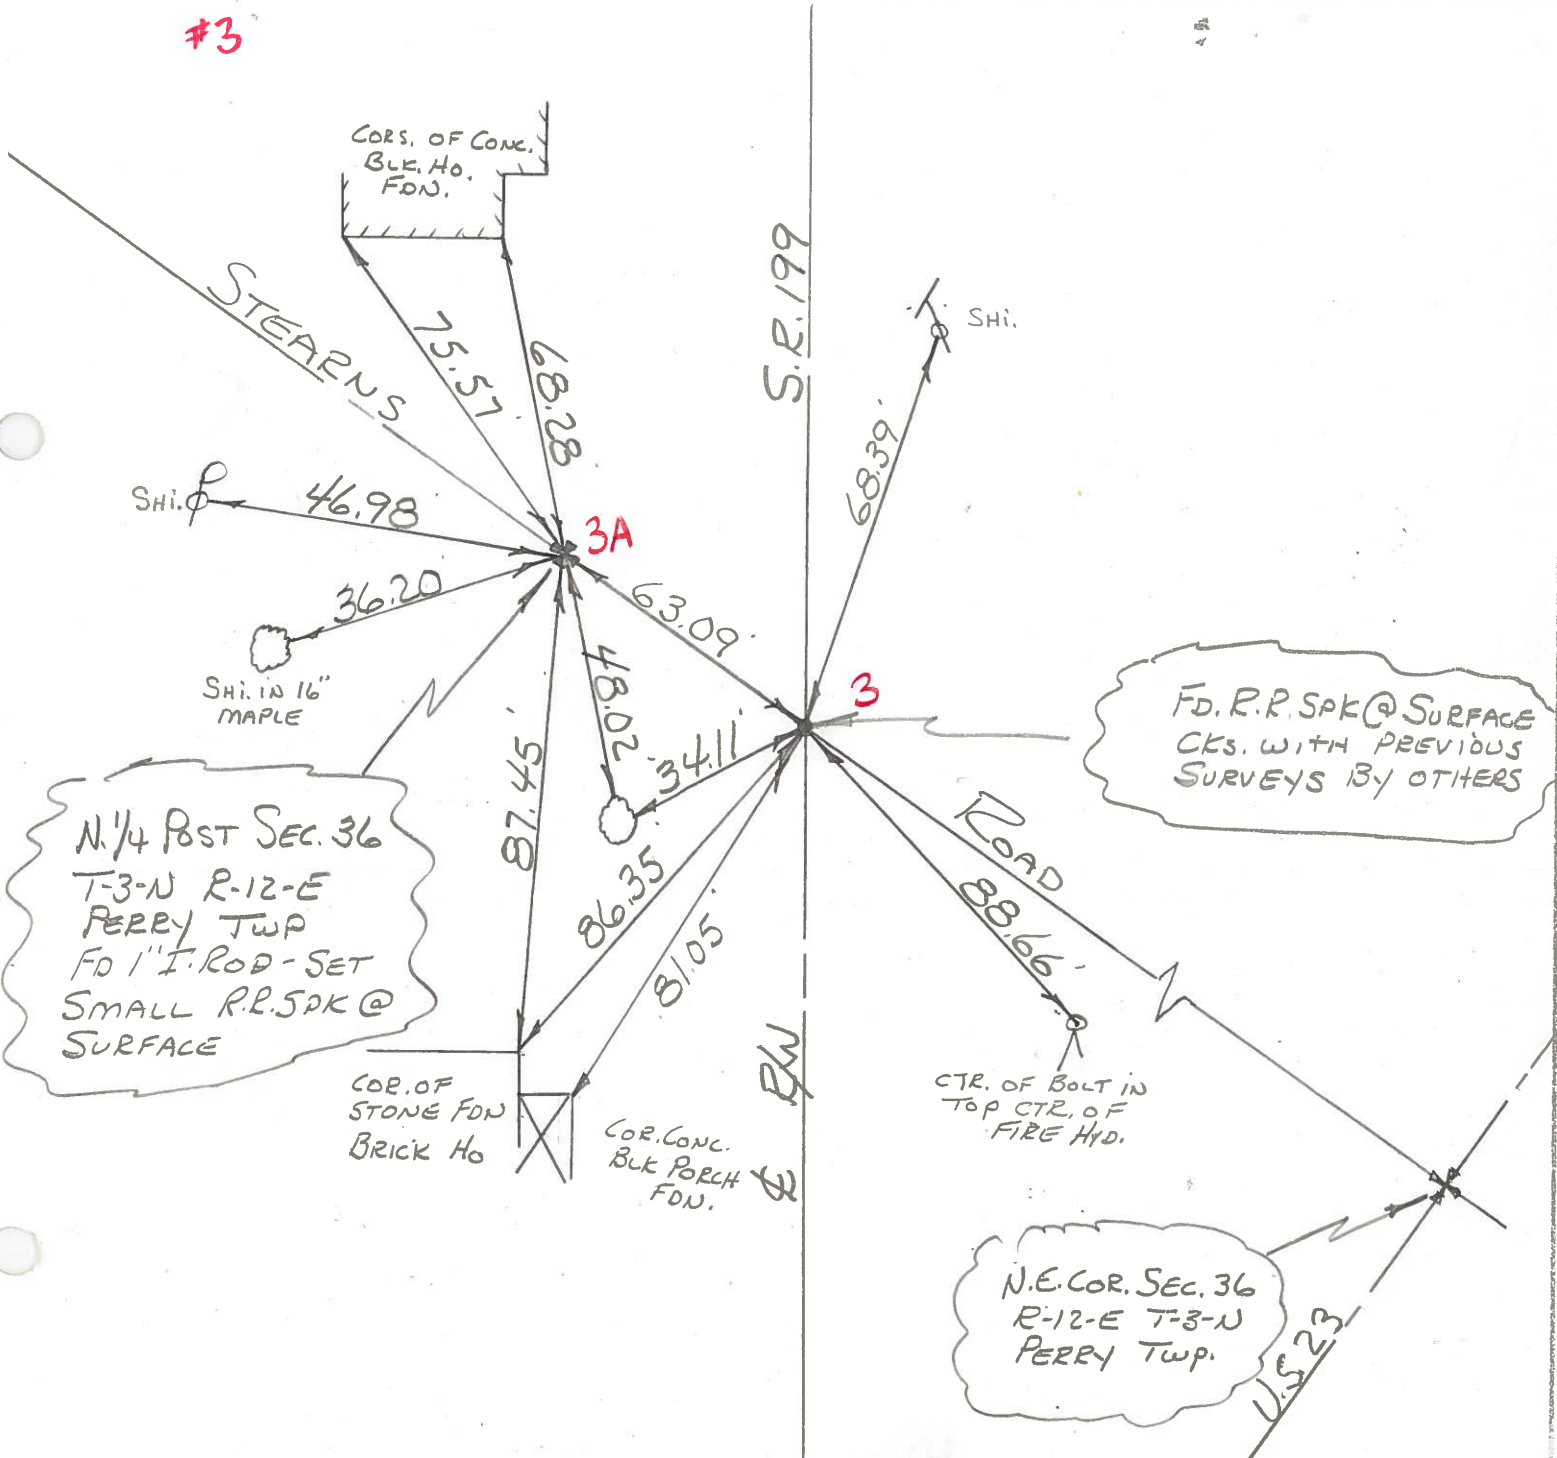 #3
CORS. OF CONC.
BLK. HO.
FDN.
STEARNS
75.57'
68.28
S.R. 199
SHI.
68.39'
SHI.
46.98
3A
36.20
63.09'
SHI. IN 16"
MAPLE
48.02'
34.11'
3
FD. R.R. SPK @ SURFACE
CKS. WITH PREVIOUS
SURVEYS BY OTHERS
87.45'
86.35
81.05'
ROAD
88.66'
N. 1/4 POST SEC. 36
T-3-N R-12-E
PERRY TWP
FD 1" I. ROD - SET
SMALL R.R. SPK @
SURFACE
COR. OF
STONE FDN
BRICK HO
COR. CONC.
BLK PORCH
FDN.
℄ R/W
CTR. OF BOLT IN
TOP CTR. OF
FIRE HYD.
N.E. COR. SEC. 36
R-12-E T-3-N
PERRY TWP.
U.S. 23